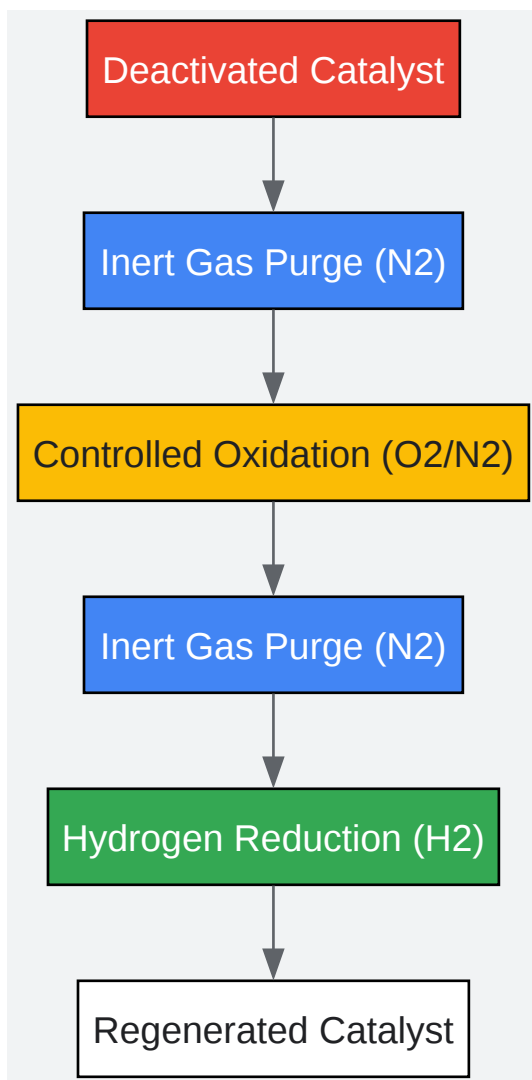 Deactivated Catalyst
Inert Gas Purge (N2)
Controlled Oxidation (O2/N2)
Inert Gas Purge (N2)
Hydrogen Reduction (H2)
Regenerated Catalyst